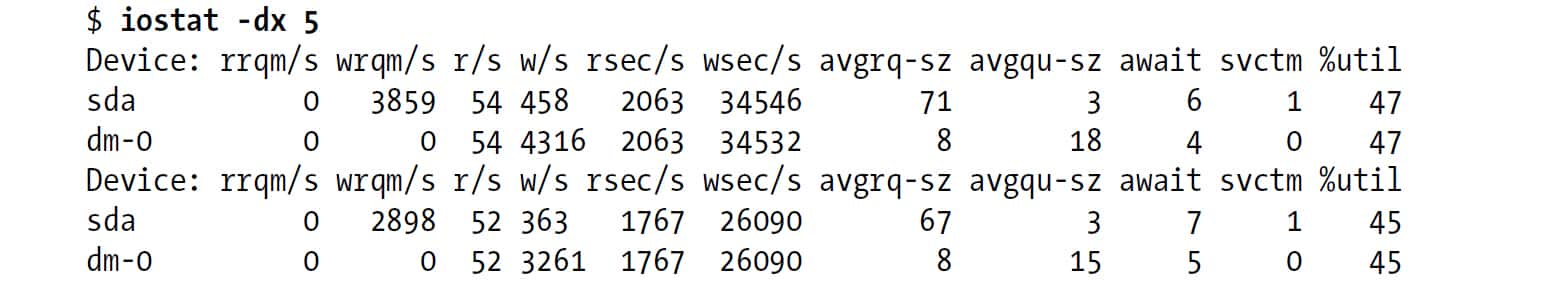 $ iostat -dx 5
Device: rrqm/s wrqm/s r/s w/s rsec/s wsec/s avgrq-sz avgqu-sz await svctm %util
sda 0 3859 54 458 2063 34546 71 3 6 1 47
dm-0 0 0 54 4316 2063 34532 8 18 4 0 47
Device: rrqm/s wrqm/s r/s w/s rsec/s wsec/s avgrq-sz avgqu-sz await svctm %util
sda 0 2898 52 363 1767 26090 67 3 7 1 45
dm-0 0 0 52 3261 1767 26090 8 15 5 0 45